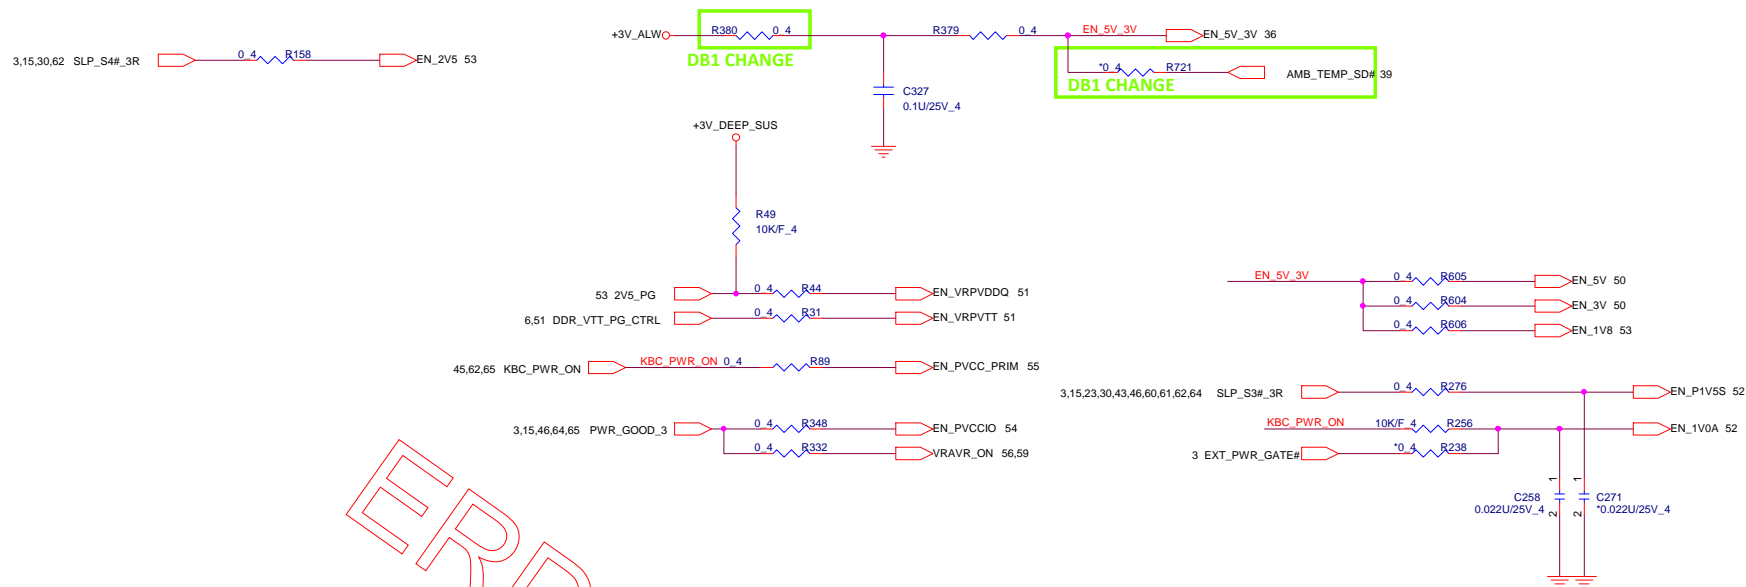 +3V_ALW R380 0_4 R379 0_4 EN_5V_3V EN_5V_3V 36
DB1 CHANGE
3,15,30,62 SLP_S4#_3R 0_4 R158 EN_2V5 53
*0_4 R721 AMB_TEMP_SD# 39
DB1 CHANGE
C327
0.1U/25V_4
+3V_DEEP_SUS
R49
10K/F_4
53 2V5_PG 0_4 R44 EN_VRPVDDQ 51
6,51 DDR_VTT_PG_CTRL 0_4 R31 EN_VRPVTT 51
45,62,65 KBC_PWR_ON KBC_PWR_ON 0_4 R89 EN_PVCC_PRIM 55
3,15,46,64,65 PWR_GOOD_3 0_4 R348 EN_PVCCIO 54
0_4 R332 VRAVR_ON 56,59
EN_5V_3V 0_4 R605 EN_5V 50
0_4 R604 EN_3V 50
0_4 R606 EN_1V8 53
3,15,23,30,43,46,60,61,62,64 SLP_S3#_3R 0_4 R276 EN_P1V5S 52
KBC_PWR_ON 10K/F_4 R256 EN_1V0A 52
3 EXT_PWR_GATE# *0_4 R238
1 1
C258 C271
0.022U/25V_4 *0.022U/25V_4
2 2
ER